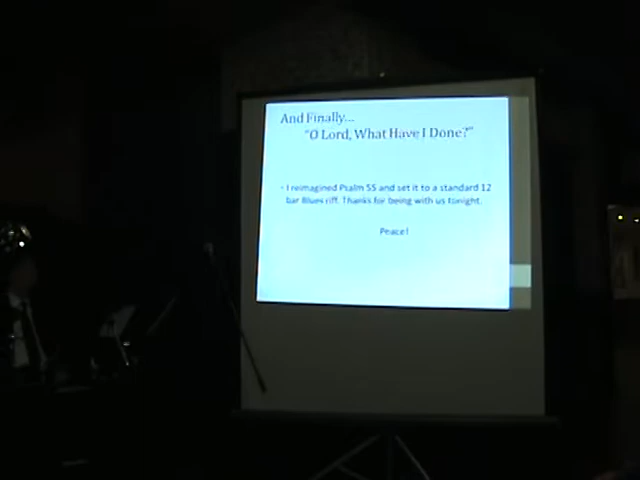 And Finally...
"O Lord, What Have I Done?"
- I reimagined Psalm 55 and set it to a standard 12
bar Blues riff. Thanks for being with us tonight.
Peace!